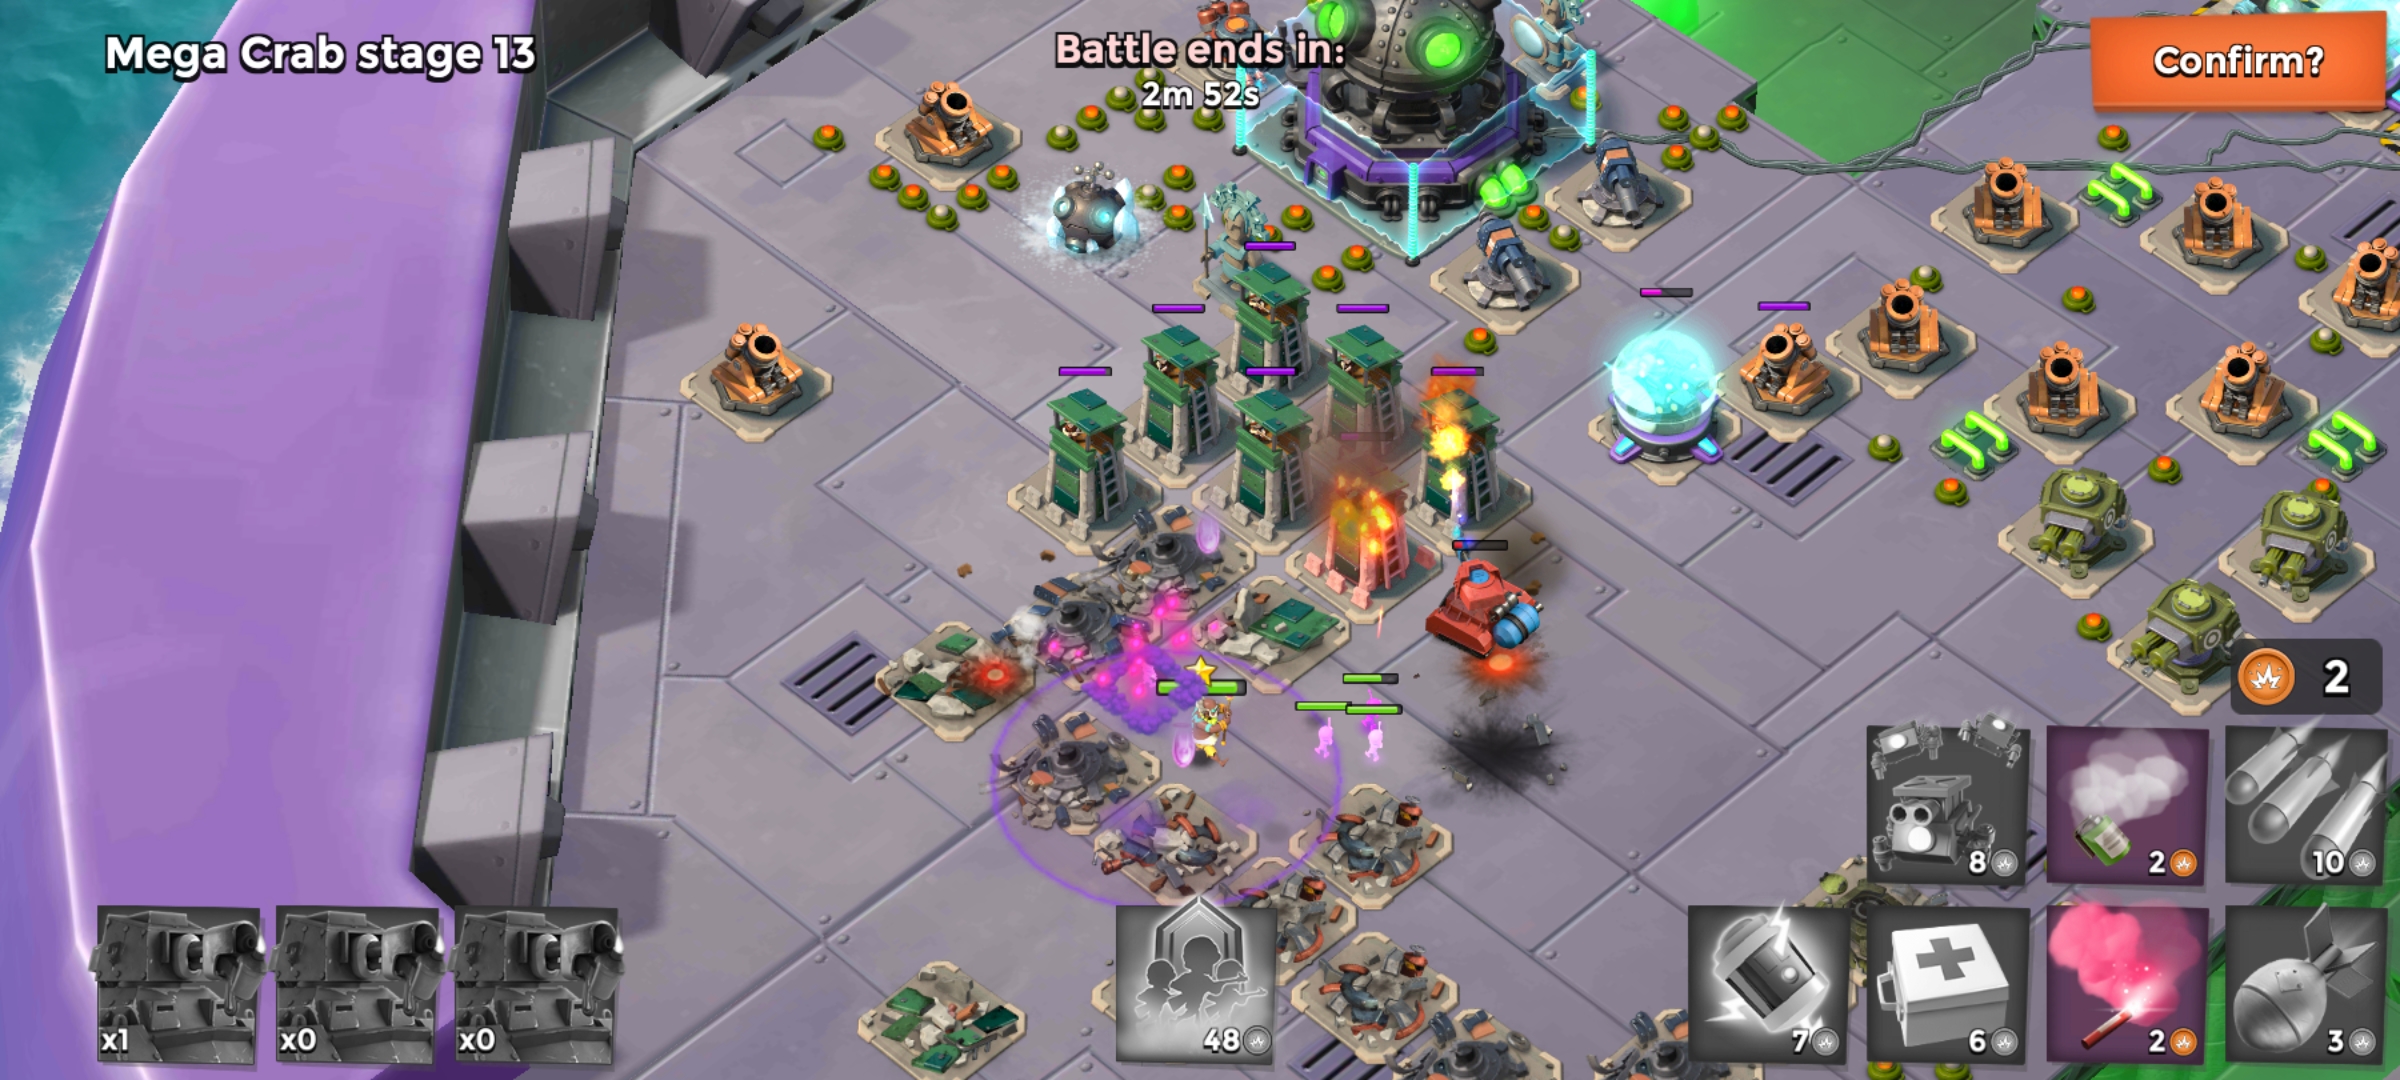 Mega Crab stage 13
Battle ends in:
2m 52s
Confirm?
2
8
2
10
x1
x0
x0
48
7
6
2
3